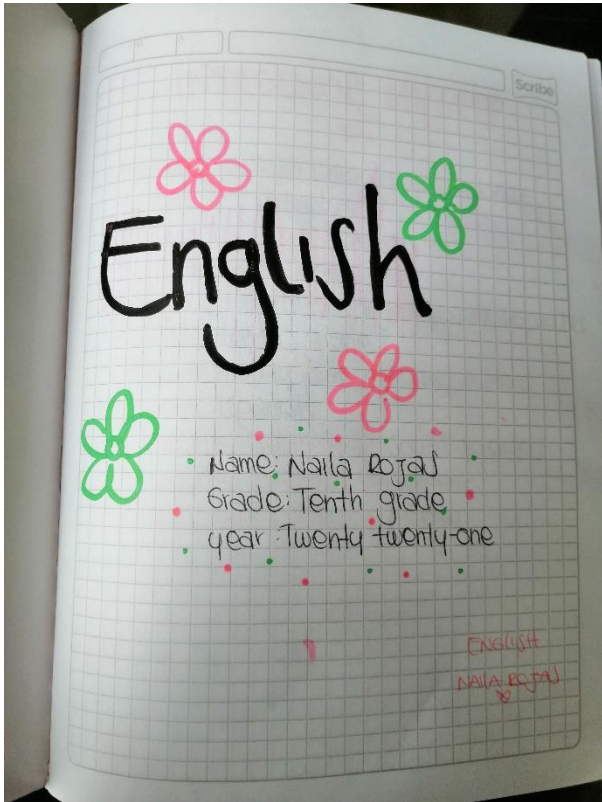 Scribe
English
Name: Naila Rojas
Grade: Tenth grade
year: Twenty twenty-one
ENGLISH
NAILA ROJAS